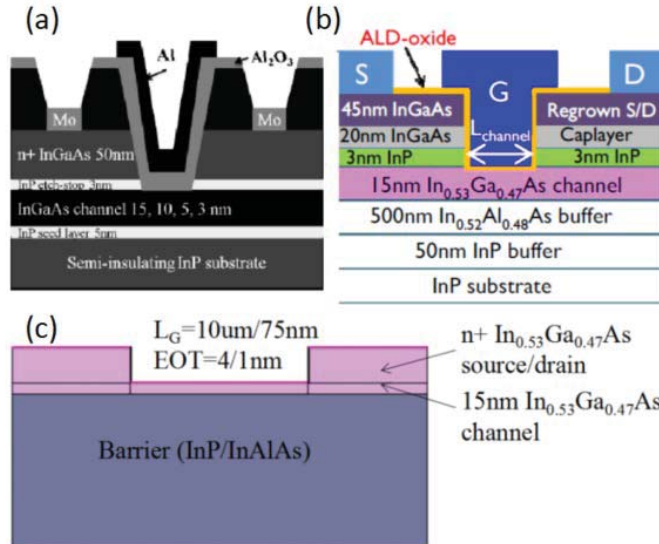 (a)
Al
Al₂O₃
Mo
Mo
n+ InGaAs 50nm
InP etch-stop 3nm
InGaAs channel 15, 10, 5, 3 nm
InP seed layer 5nm
Semi-insulating InP substrate
(b)
ALD-oxide
S
G
D
45nm InGaAs
Regrown S/D
20nm InGaAs
Lchannel
Caplayer
3nm InP
3nm InP
15nm In₀.₅₃Ga₀.₄₇As channel
500nm In₀.₅₂Al₀.₄₈As buffer
50nm InP buffer
InP substrate
(c)
L_G=10um/75nm
EOT=4/1nm
n+ In₀.₅₃Ga₀.₄₇As
source/drain
15nm In₀.₅₃Ga₀.₄₇As
channel
Barrier (InP/InAlAs)